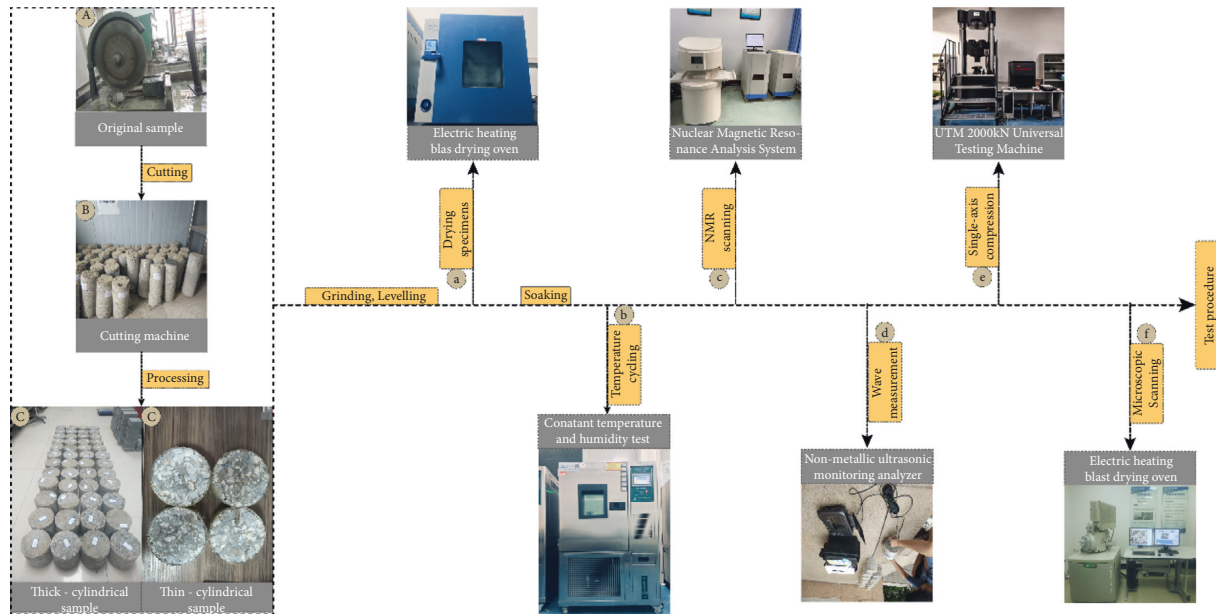 A
Original sample
Cutting
B
Cutting machine
Processing
C
C
Thick - cylindrical
sample
Thin - cylindrical
sample
Grinding, Levelling
Electric heating
blas drying oven
Drying
specimens
a
Soaking
b
Temperature
cyding
Conatant temperature
and humidity test
Nuclear Magnetic Reso-
nance Analysis System
NMR
scanning
c
d
Wave
measurement
Non-metallic ultrasonic
monitoring analyzer
UTM 2000kN Universal
Testing Machine
Single-axis
compression
e
f
Microscopic
Scanning
Electric heating
blast drying oven
Test procedure